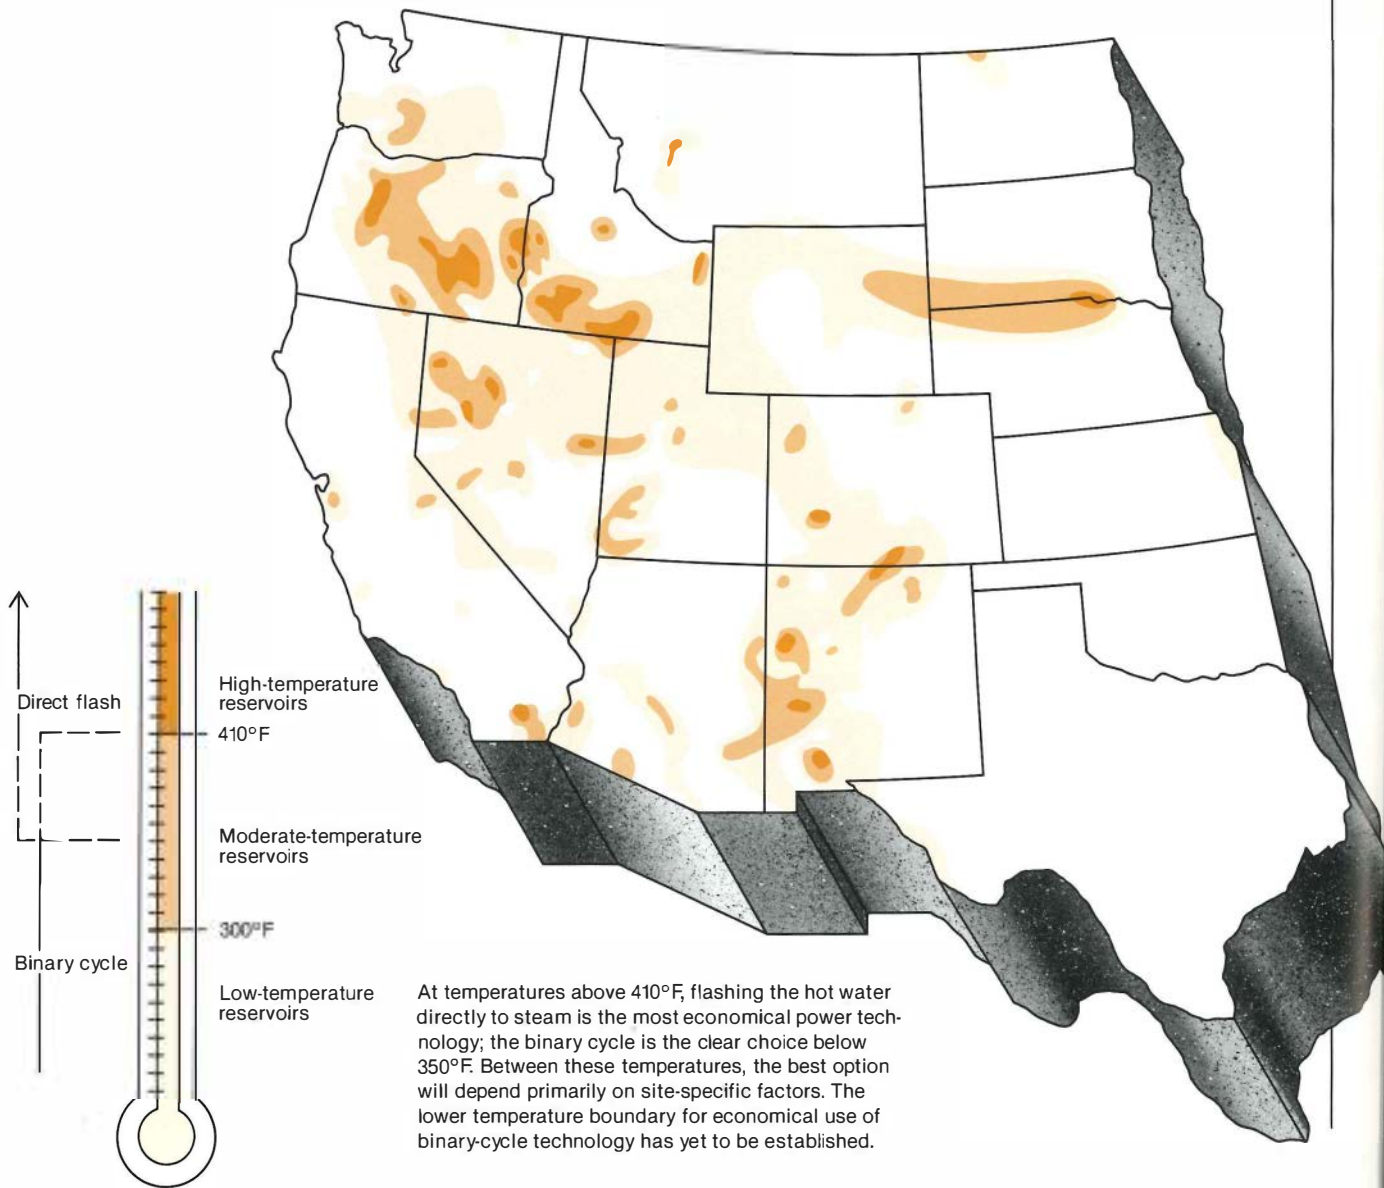 Direct flash
High-temperature
reservoirs
410°F
Moderate-temperature
reservoirs
300°F
Binary cycle
Low-temperature
reservoirs
At temperatures above 410°F, flashing the hot water
directly to steam is the most economical power tech-
nology; the binary cycle is the clear choice below
350°F. Between these temperatures, the best option
will depend primarily on site-specific factors. The
lower temperature boundary for economical use of
binary-cycle technology has yet to be established.